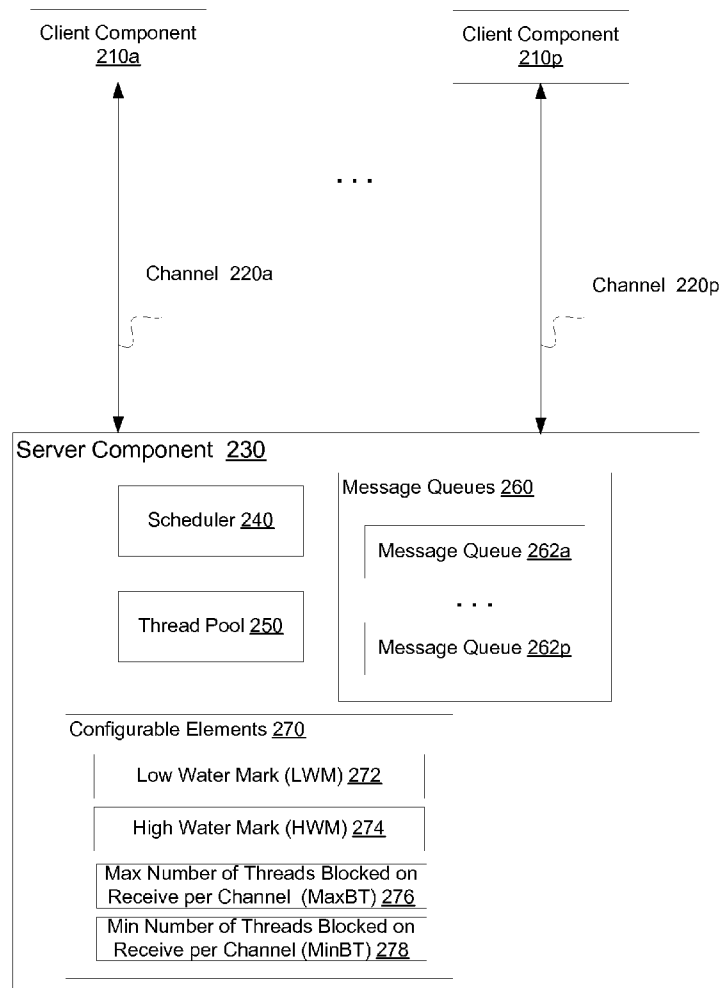 Client Component
210a
Client Component
210p
. . .
Channel 220a
Channel 220p
Server Component 230
Scheduler 240
Thread Pool 250
Message Queues 260
Message Queue 262a
. . .
Message Queue 262p
Configurable Elements 270
Low Water Mark (LWM) 272
High Water Mark (HWM) 274
Max Number of Threads Blocked on
Receive per Channel (MaxBT) 276
Min Number of Threads Blocked on
Receive per Channel (MinBT) 278